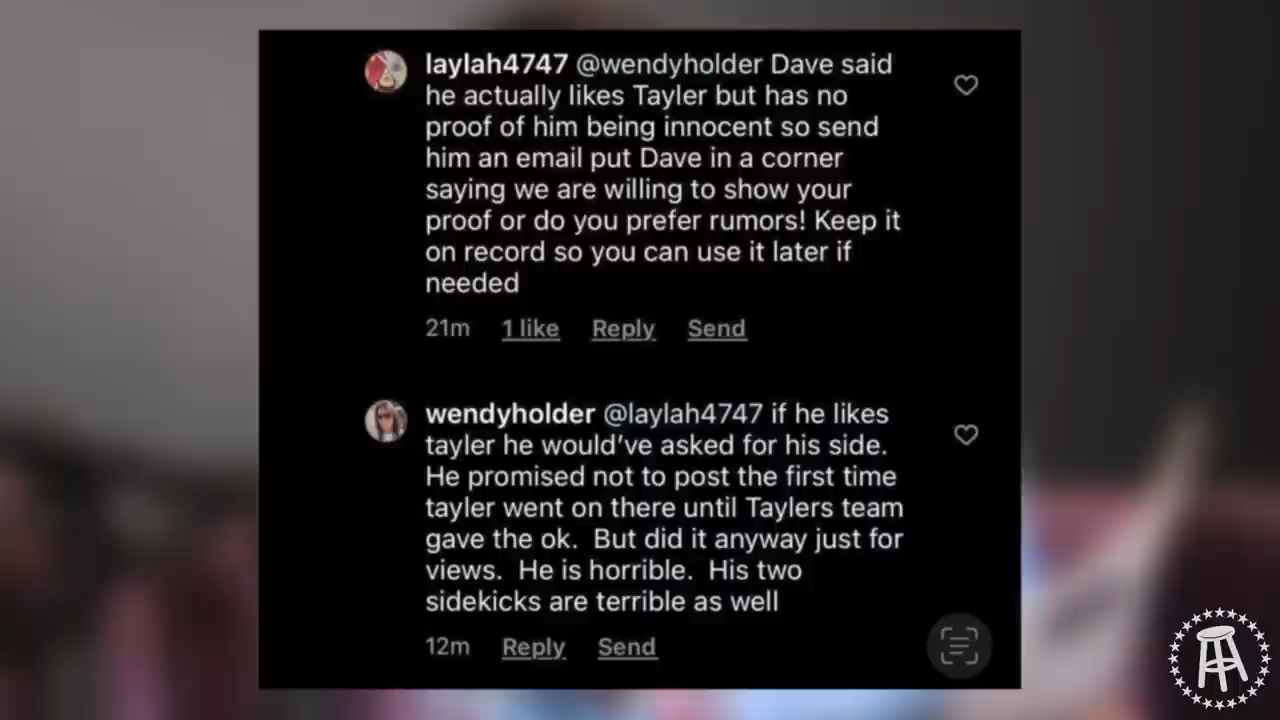 laylah4747 @wendyholder Dave said
he actually likes Tayler but has no
proof of him being innocent so send
him an email put Dave in a corner
saying we are willing to show your
proof or do you prefer rumors! Keep it
on record so you can use it later if
needed
21m 1 like Reply Send
wendyholder @laylah4747 if he likes
tayler he would’ve asked for his side.
He promised not to post the first time
tayler went on there until Taylers team
gave the ok.  But did it anyway just for
views.  He is horrible.  His two
sidekicks are terrible as well
12m Reply Send